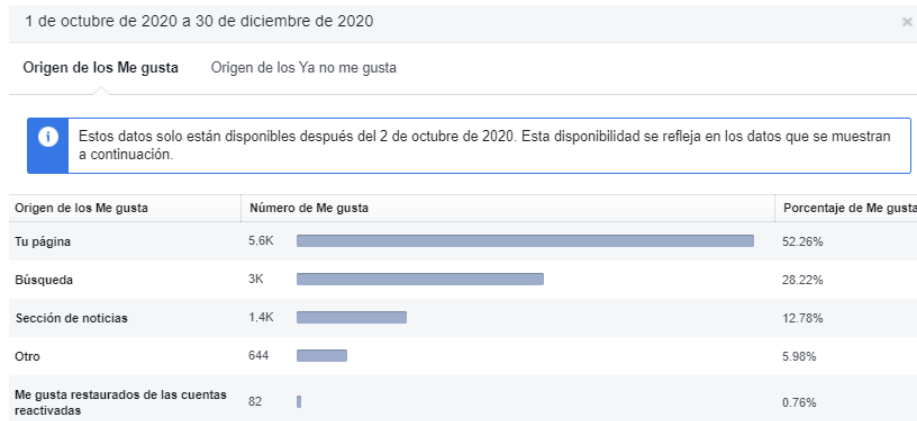 1 de octubre de 2020 a 30 de diciembre de 2020
Origen de los Me gusta Origen de los Ya no me gusta
Estos datos solo están disponibles después del 2 de octubre de 2020. Esta disponibilidad se refleja en los datos que se muestran
a continuación.
Origen de los Me gusta Número de Me gusta Porcentaje de Me gusta
Tu página 5.6K 52.26%
Búsqueda 3K 28.22%
Sección de noticias 1.4K 12.78%
Otro 644 5.98%
Me gusta restaurados de las cuentas
reactivadas 82 0.76%